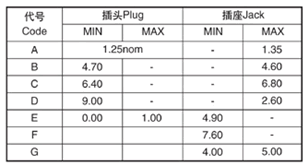 代号 插头Plug 插座Jack
Code MIN MAX MIN MAX
A 1.25nom - 1.35
B 4.70 - - 4.60
C 6.40 - - 6.80
D 9.00 - - 2.60
E 0.00 1.00 4.90 -
F 7.60 -
G 4.00 5.00